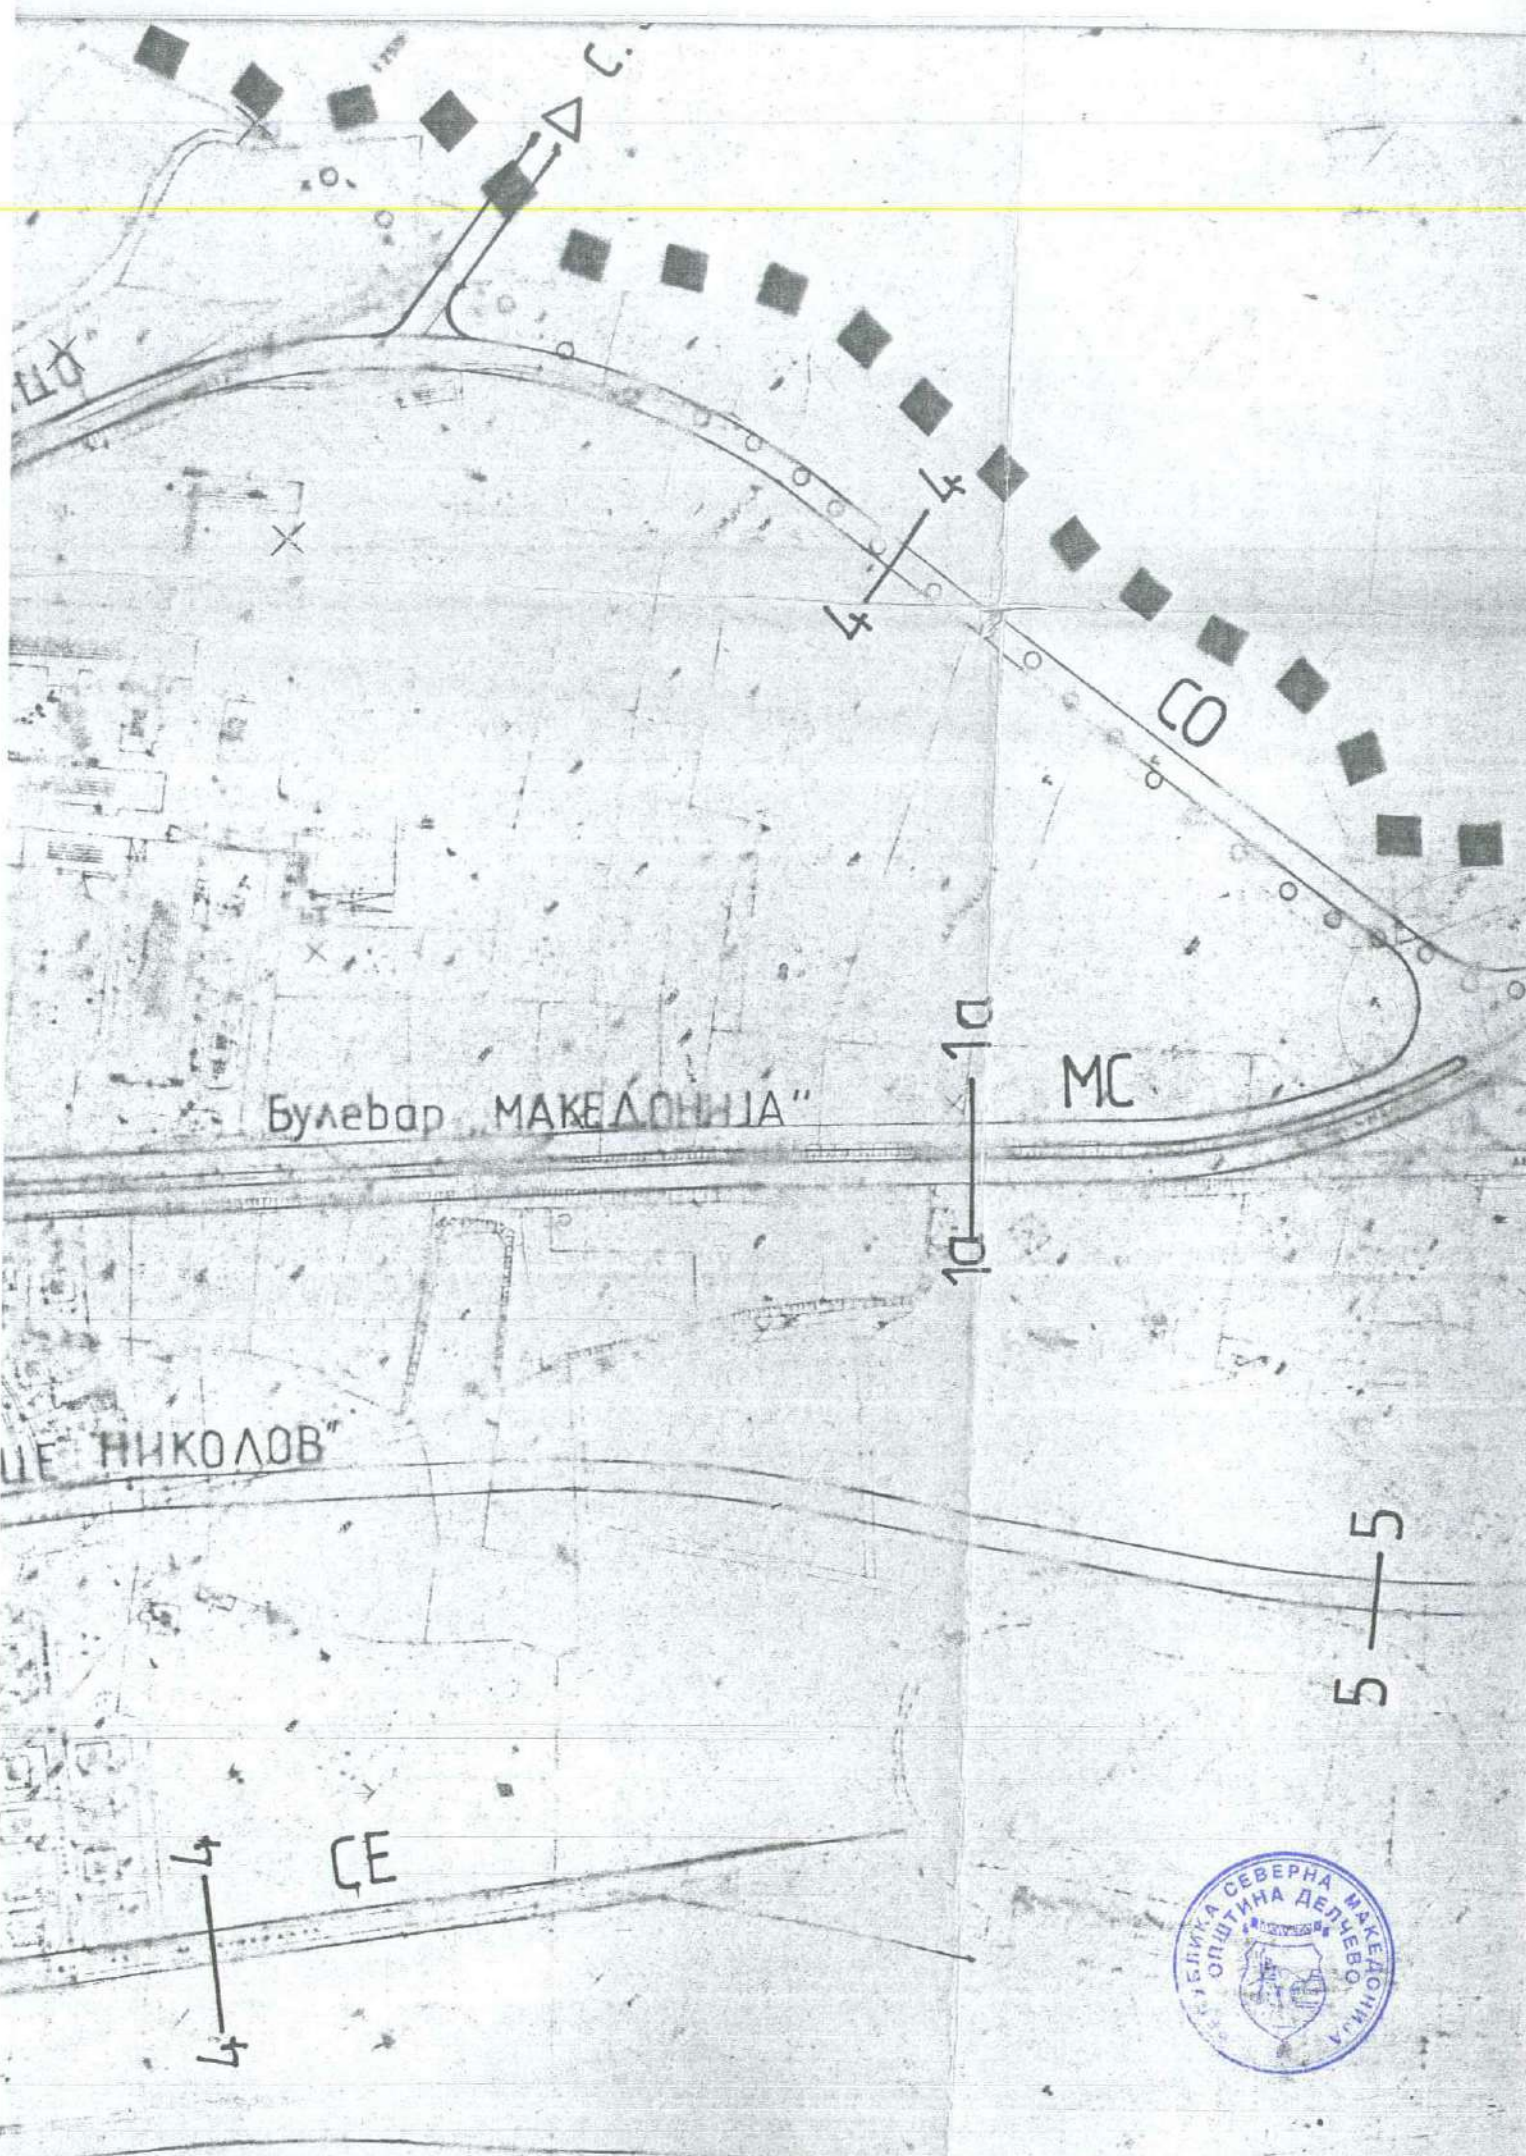 С.
4
4
СО
1а
МС
Булевар „МАКЕДОНИЈА"
1а
ЦЕ НИКОЛОВ"
5
5
4
СЕ
4
РЕПУБЛИКА СЕВЕРНА МАКЕДОНИЈА
ОПШТИНА ДЕЛЧЕВО